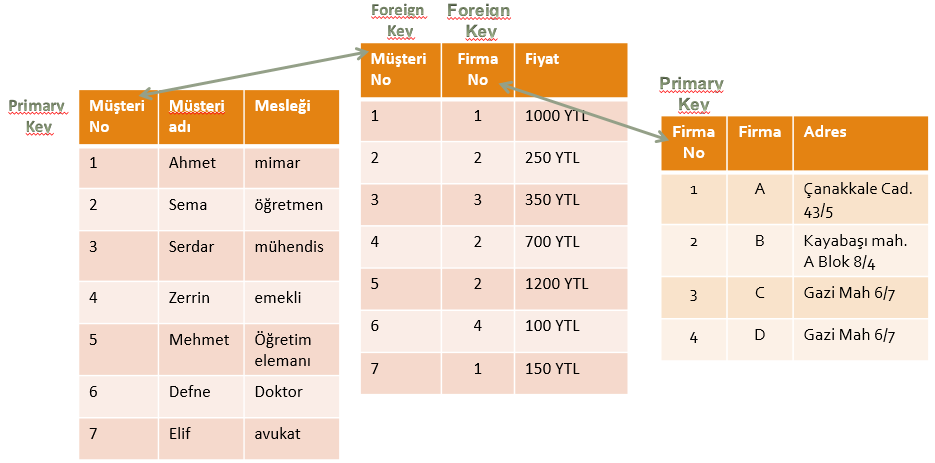 Foreign
Key
Foreign
Key
Müşteri
No
Firma
No
Fiyat
1 1 1000 YTL
2 2 250 YTL
3 3 350 YTL
4 2 700 YTL
5 2 1200 YTL
6 4 100 YTL
7 1 150 YTL
Primary
Key
Müşteri
No
Müsteri
adı
Mesleği
1 Ahmet mimar
2 Sema öğretmen
3 Serdar mühendis
4 Zerrin emekli
5 Mehmet Öğretim
elemanı
6 Defne Doktor
7 Elif avukat
Primary
Key
Firma
No
Firma
Adres
1 A Çanakkale Cad.
43/5
2 B Kayabaşı mah.
A Blok 8/4
3 C Gazi Mah 6/7
4 D Gazi Mah 6/7